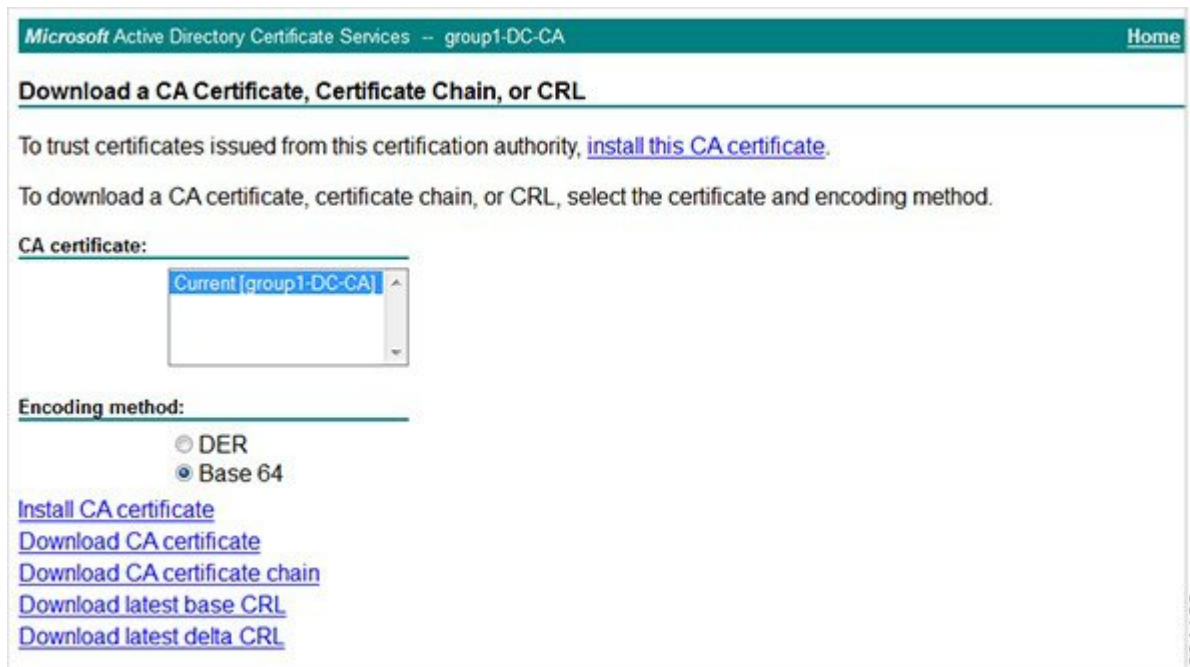 Microsoft Active Directory Certificate Services -- group1-DC-CA Home
Download a CA Certificate, Certificate Chain, or CRL
To trust certificates issued from this certification authority, install this CA certificate.
To download a CA certificate, certificate chain, or CRL, select the certificate and encoding method.
CA certificate:
Current [group1-DC-CA]
Encoding method:
DER
Base 64
Install CA certificate
Download CA certificate
Download CA certificate chain
Download latest base CRL
Download latest delta CRL